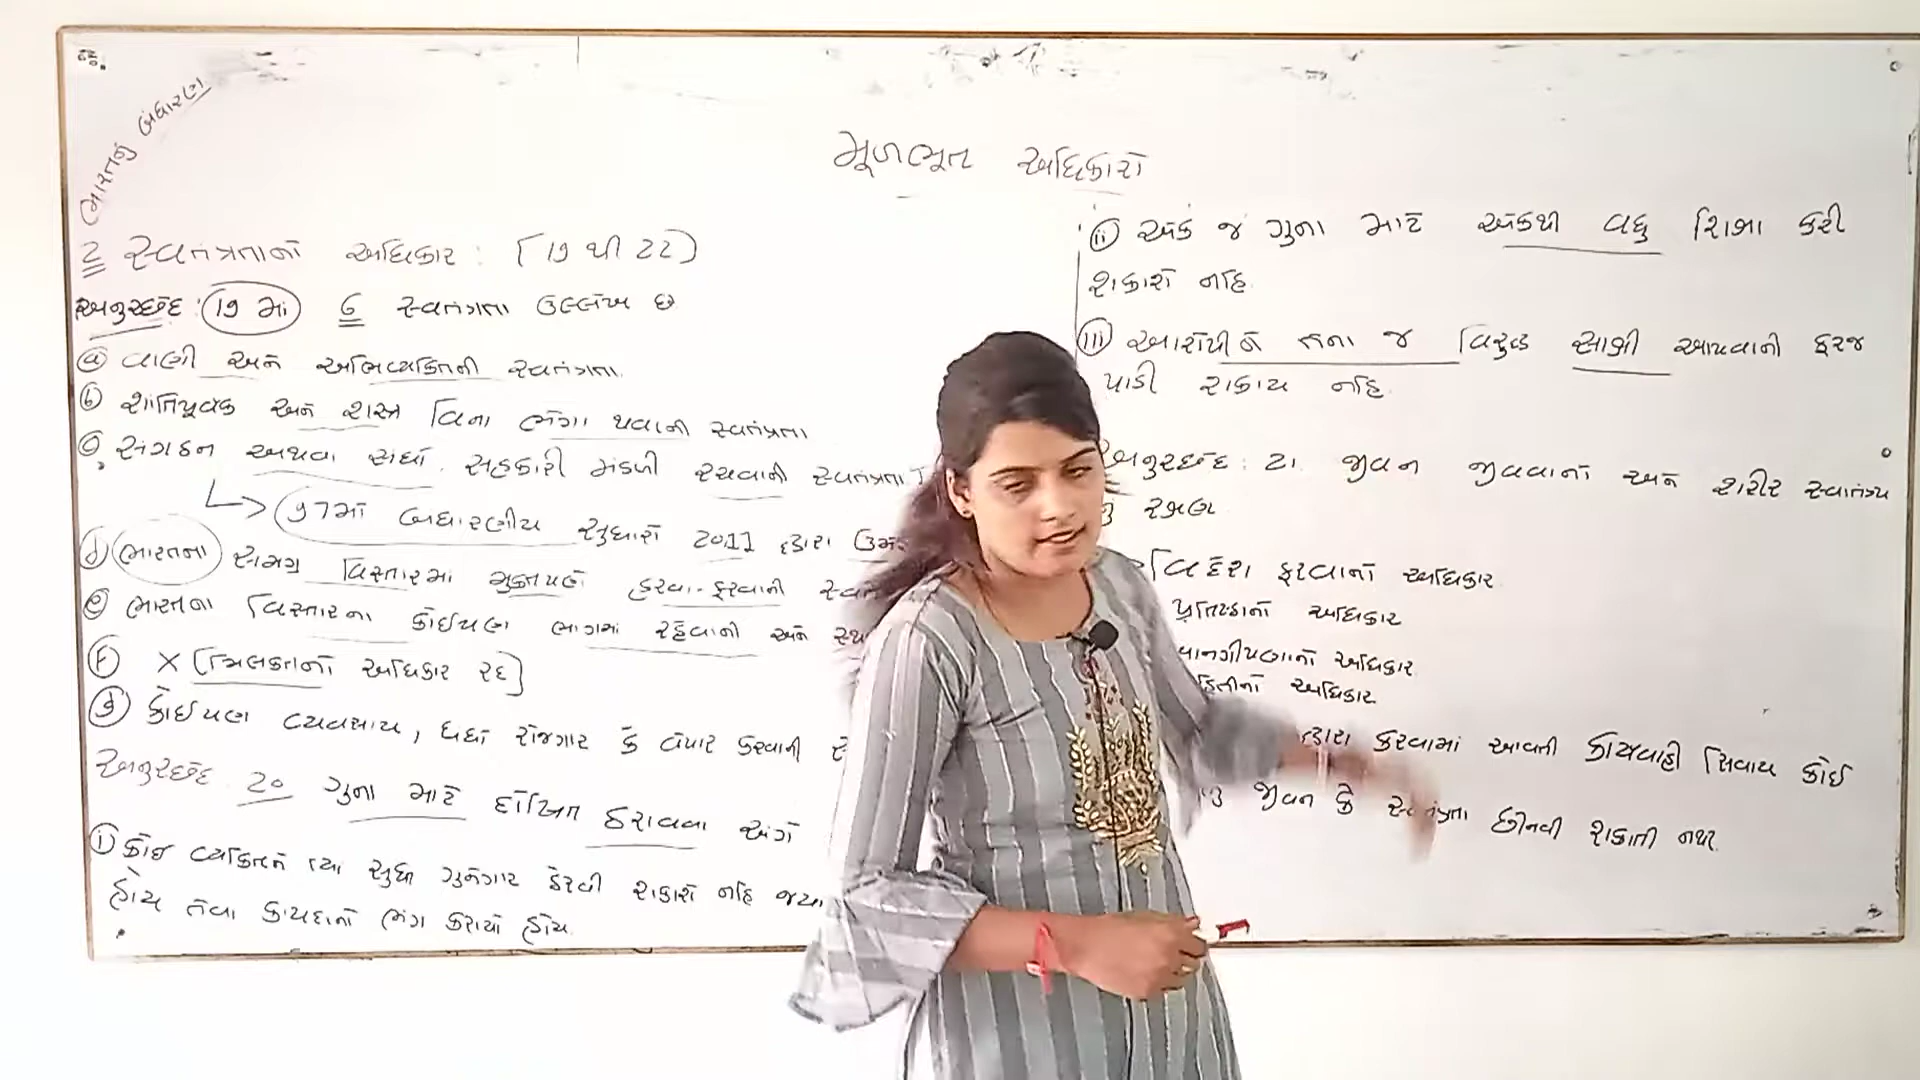 ભારતનું બંધારણ
મૂળભૂત અધિકારો
2 સ્વતંત્રતાનો અધિકાર : [19 થી 22]
અનુચ્છેદ : 19 માં 6 સ્વતંત્રતા ઉલ્લેખ છે
(a) વાણી અને અભિવ્યક્તિની સ્વતંત્રતા.
(b) શાંતિપૂર્વક અને શસ્ત્ર વિના ભેગા થવાની સ્વતંત્રતા
(c) સંગઠન અથવા સંઘો, સહકારી મંડળી રચવાની સ્વતંત્રતા
97માં બંધારણીય સુધારો 2011 દ્વારા
(d) ભારતના સમગ્ર વિસ્તારમાં મુક્તપણે હરવા-ફરવાની
(e) ભારતના વિસ્તારના કોઈપણ ભાગમાં રહેવાની અને
(F) X [મિલકતનો અધિકાર રદ]
(g) કોઈપણ વ્યવસાય, ધંધો રોજગાર કે વેપાર કરવાની
અનુચ્છેદ 20 ગુના માટે દોષિત ઠરાવવા અંગે
(i) કોઈ વ્યક્તિને ત્યાં સુધી ગુનેગાર ઠેરવી શકાશે નહિ
હોય તેવા કાયદાનો ભંગ કરાયો હોય.
(ii) એક જ ગુના માટે એકથી વધુ શિક્ષા કરી
શકાશે નહિ.
(iii) આરોપીને તેના જ વિરુદ્ધ સાક્ષી આપવાની ફરજ
પાડી શકાય નહિ.
અનુચ્છેદ : 21. જીવન જીવવાનો અને શરીર સ્વાતંત્ર્ય
રક્ષણ
વિદેશ ફરવાનો અધિકાર
પ્રતિષ્ઠાનો અધિકાર
અધિકાર
અધિકાર
દ્વારા કરવામાં આવતી કાર્યવાહી સિવાય કોઈ
જીવન કે સ્વતંત્રતા છીનવી શકાતી નથી.